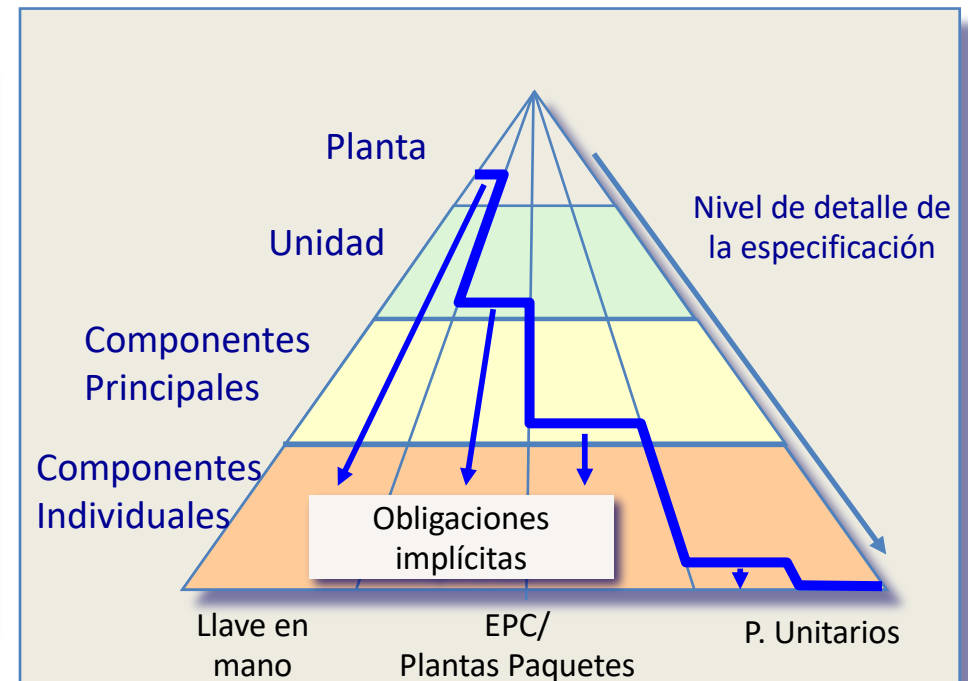 Planta
Nivel de detalle de
la especificación
Unidad
Componentes
Principales
Componentes
Individuales
Obligaciones
implícitas
Llave en
mano
EPC/
Plantas Paquetes
P. Unitarios